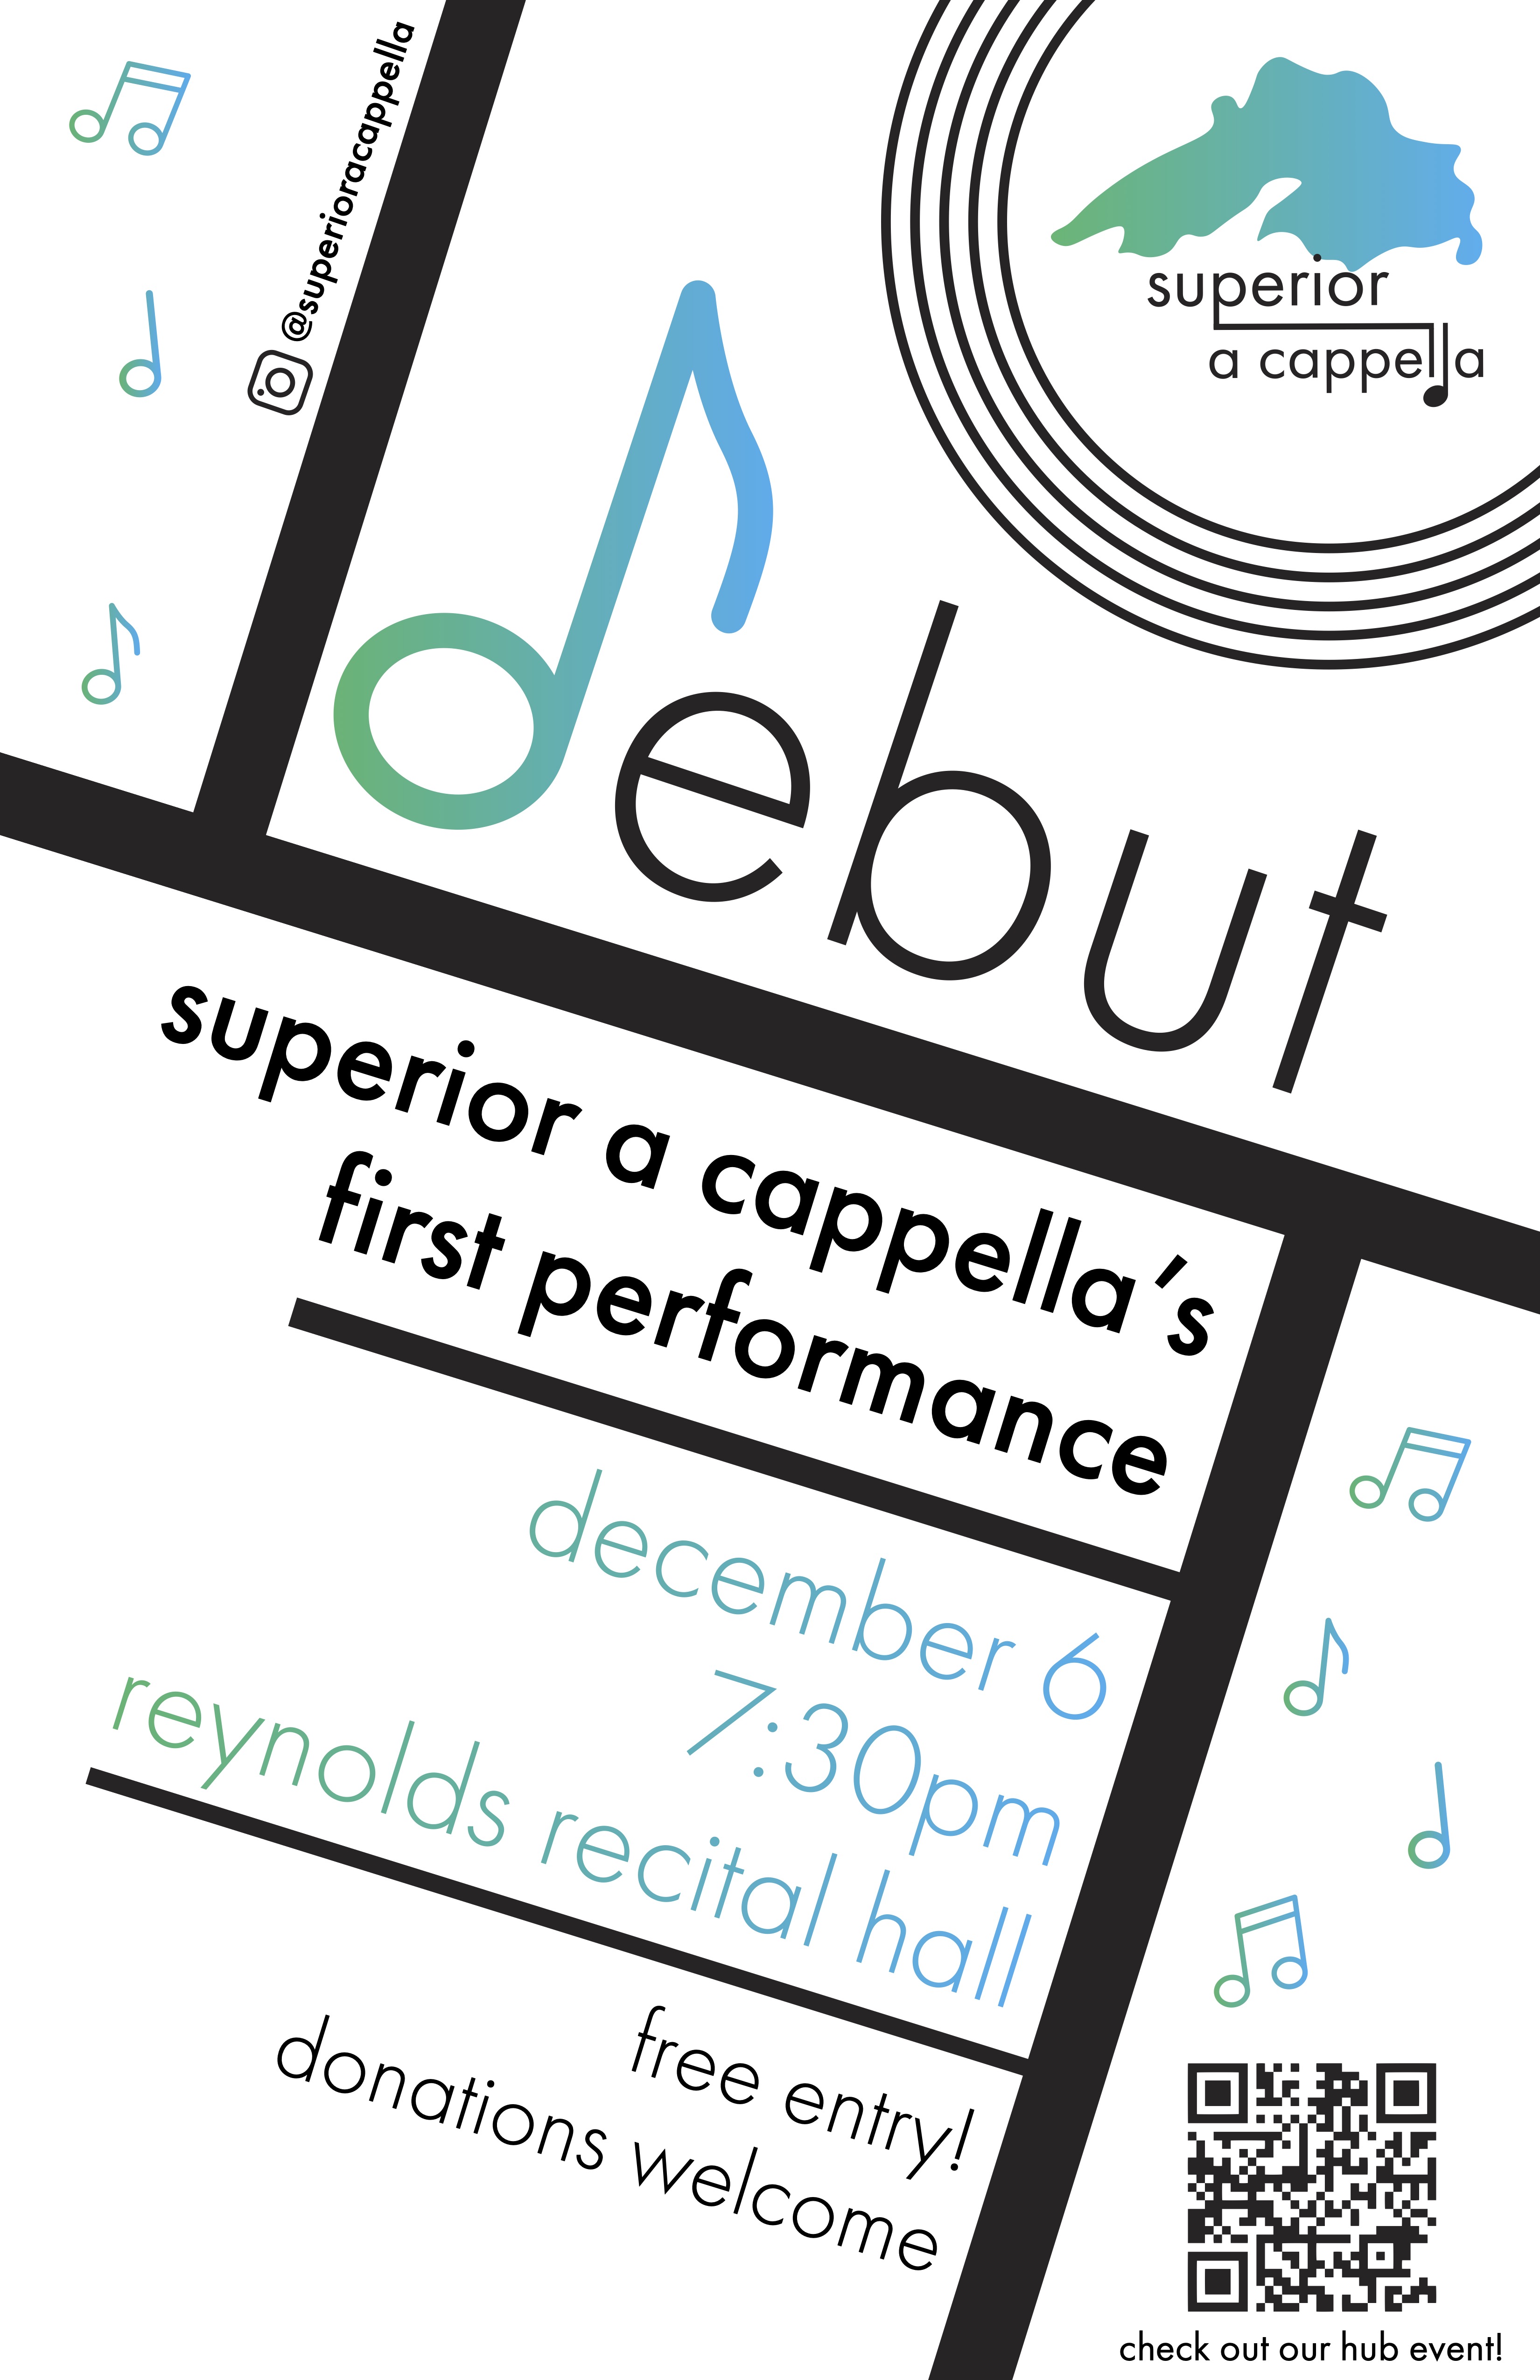 @superioracappella
superior
a cappella
debut
superior a cappella's
first performance
december 6
7:30pm
reynolds recital hall
free entry!
donations welcome
check out our hub event!